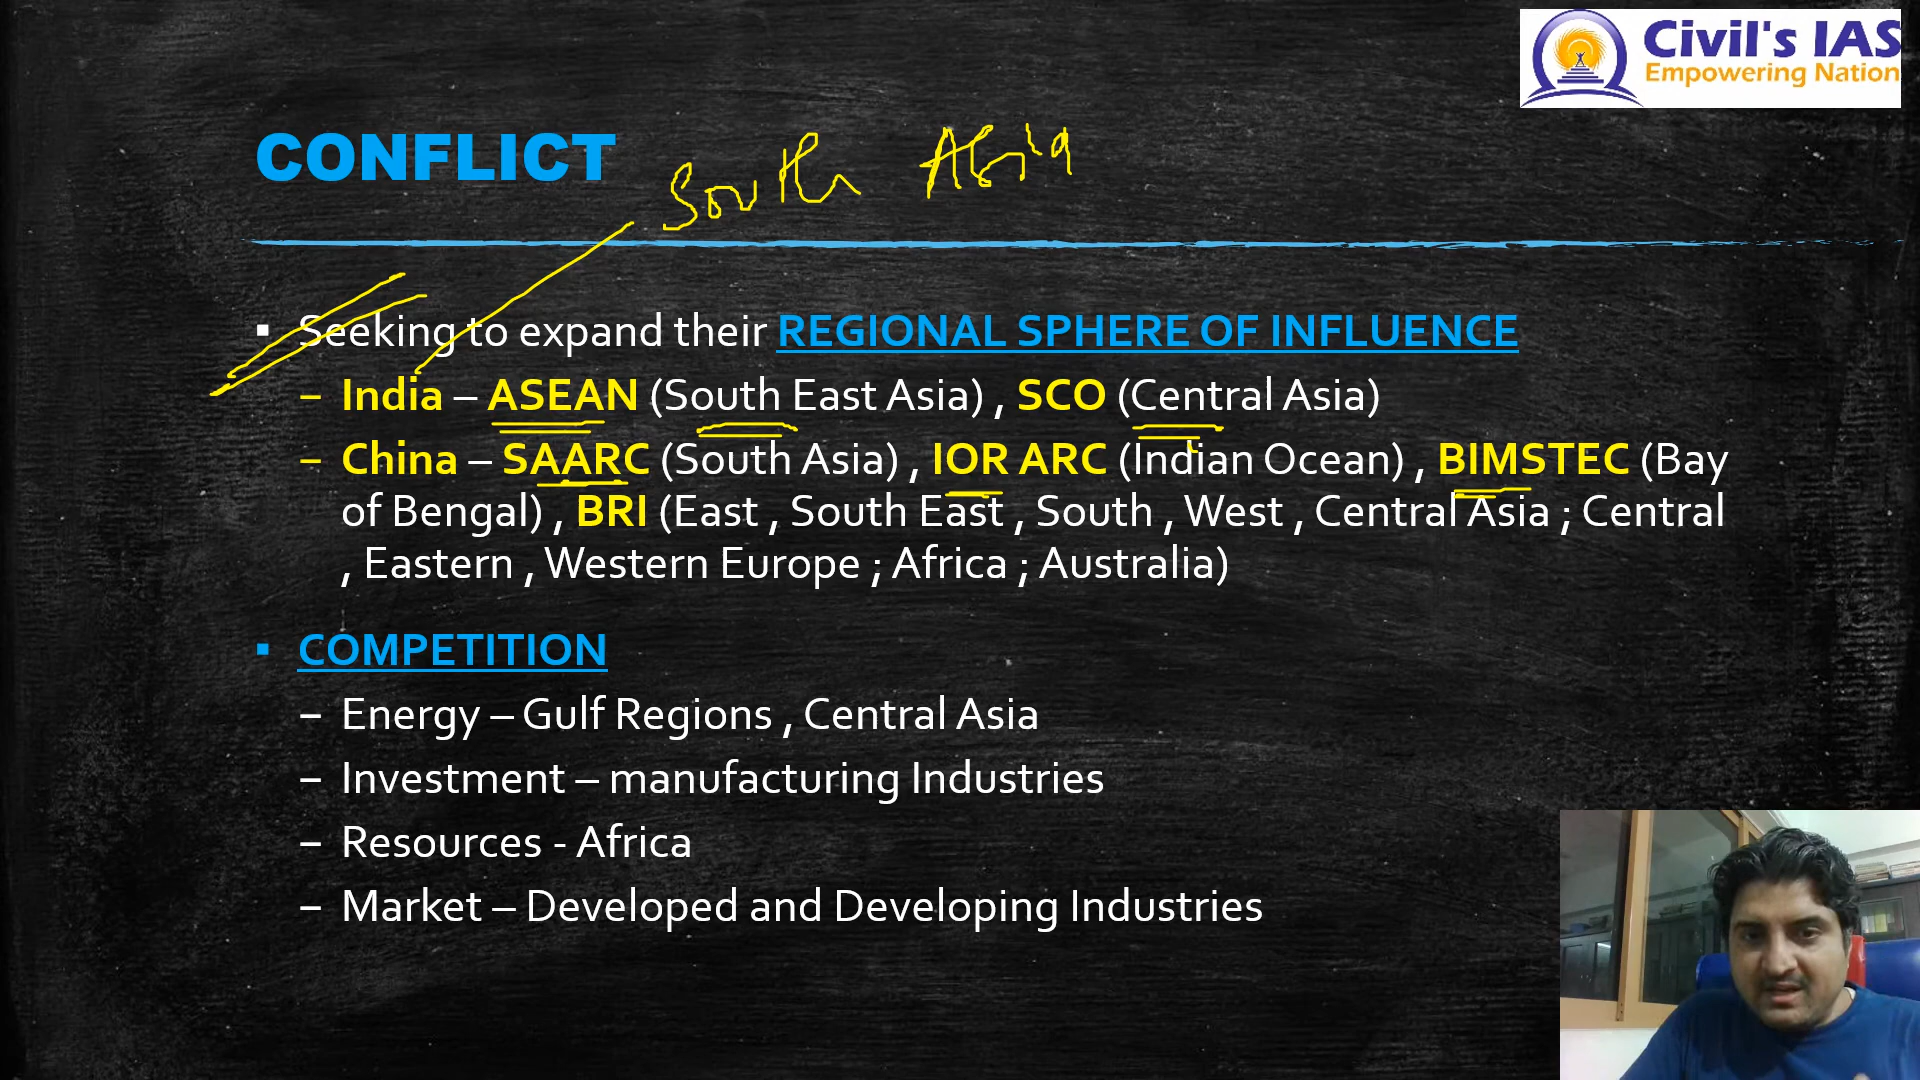 Civil's IAS
Empowering Nation
CONFLICT
South Asia
▪ Seeking to expand their REGIONAL SPHERE OF INFLUENCE
– India – ASEAN (South East Asia) , SCO (Central Asia)
– China – SAARC (South Asia) , IOR ARC (Indian Ocean) , BIMSTEC (Bay
of Bengal) , BRI (East , South East , South , West , Central Asia ; Central
, Eastern , Western Europe ; Africa ; Australia)
▪ COMPETITION
– Energy – Gulf Regions , Central Asia
– Investment – manufacturing Industries
– Resources - Africa
– Market – Developed and Developing Industries